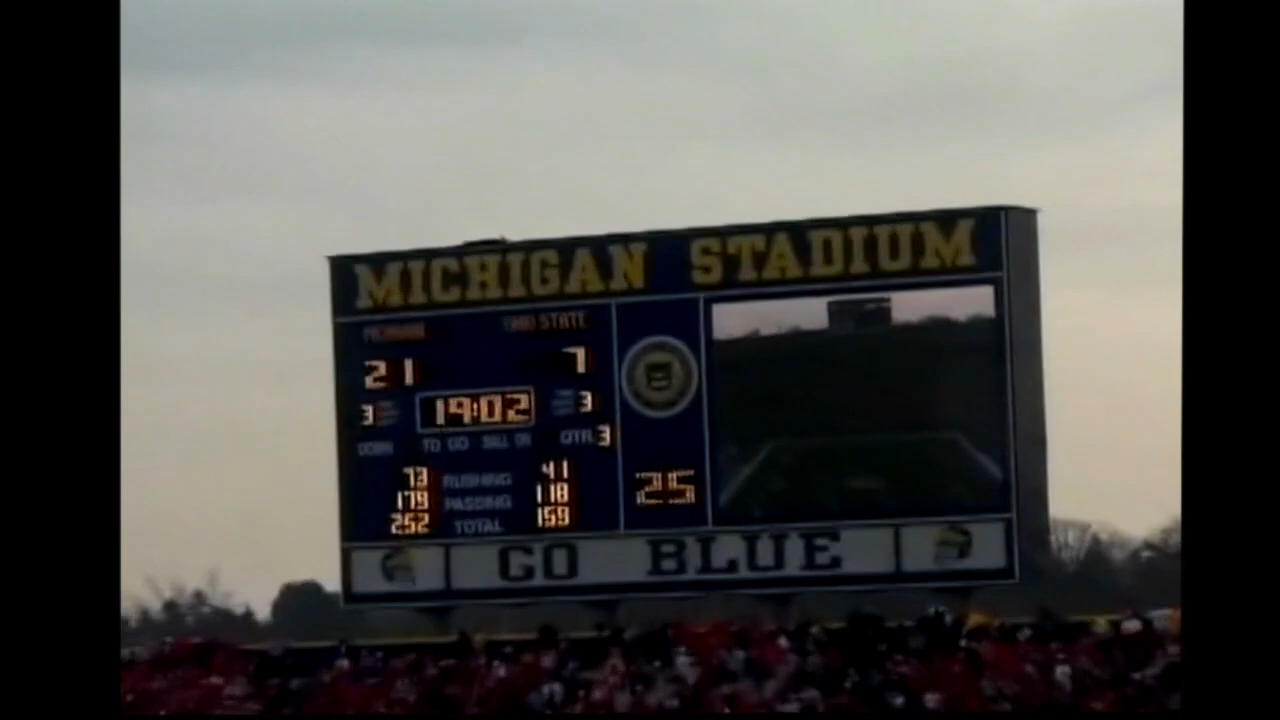 MICHIGAN STADIUM
MICHIGAN OHIO STATE
21 7
3 19:02 3
DOWN TO GO BALL ON QTR 3
73 RUSHING 41
179 PASSING 118
252 TOTAL 159
25
GO BLUE